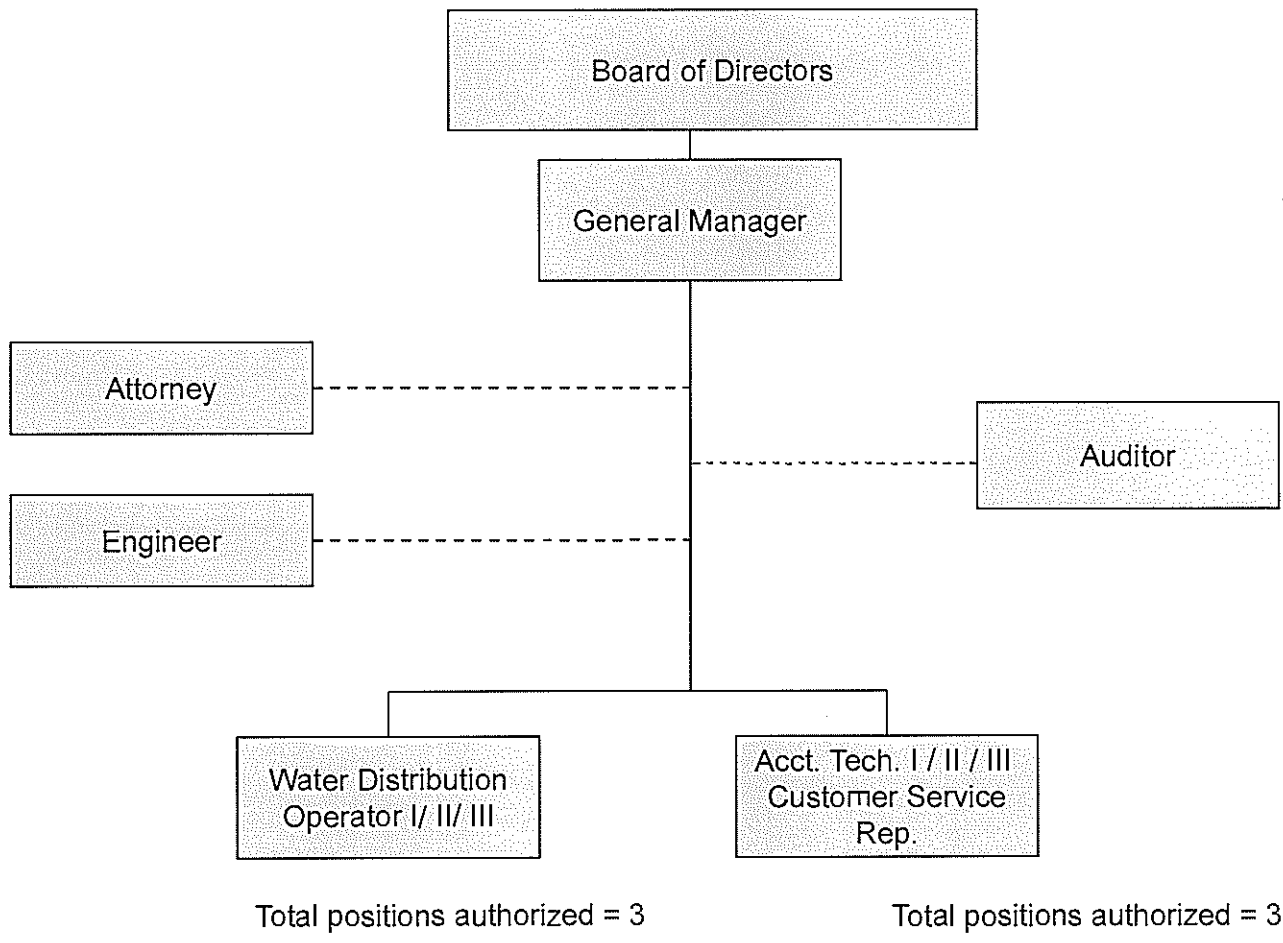 Board of Directors
General Manager
Attorney
Auditor
Engineer
Water Distribution
Operator I/ II/ III
Acct. Tech. I / II / III
Customer Service
Rep.
Total positions authorized = 3
Total positions authorized = 3